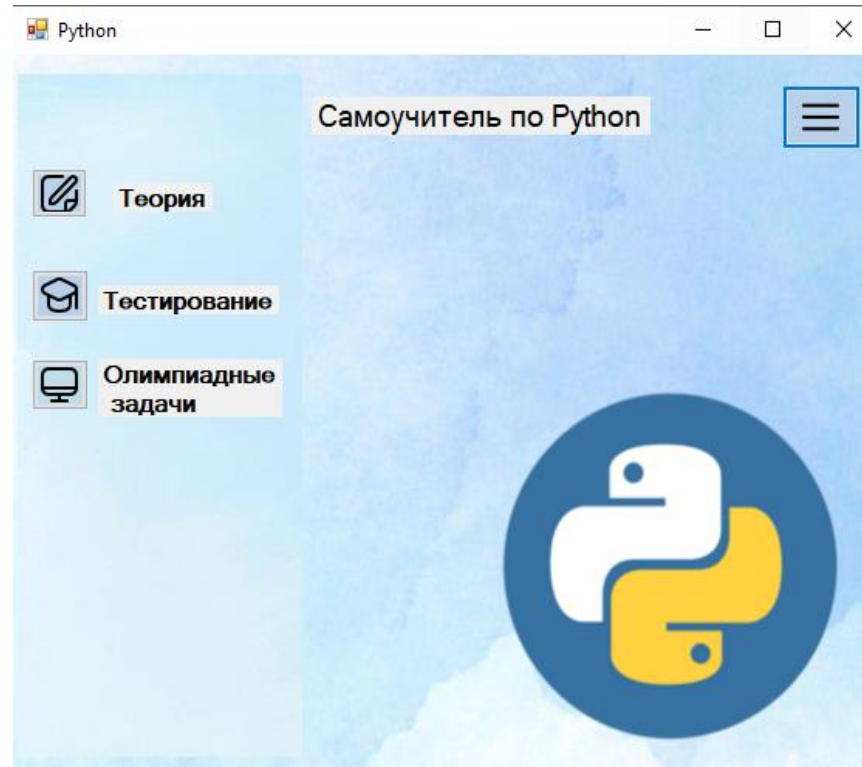 Python
Самоучитель по Python
Теория
Тестирование
Олимпиадные
задачи